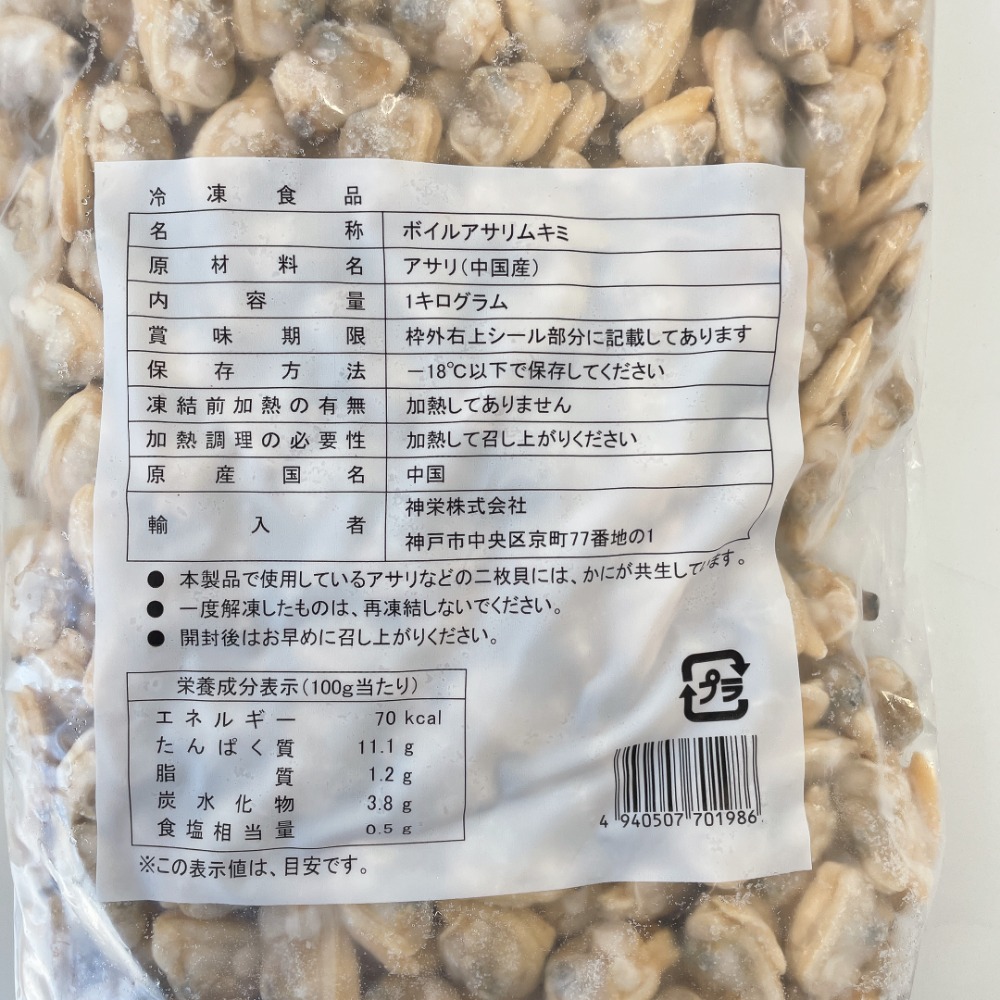 冷凍食品
名称 ボイルアサリムキミ
原材料名 アサリ(中国産)
内容量 1キログラム
賞味期限 枠外右上シール部分に記載してあります
保存方法 －18℃以下で保存してください
凍結前加熱の有無 加熱してありません
加熱調理の必要性 加熱して召し上がりください
原産国名 中国
輸入者 神栄株式会社
神戸市中央区京町77番地の1
● 本製品で使用しているアサリなどの二枚貝には、かにが共生しています。
● 一度解凍したものは、再凍結しないでください。
● 開封後はお早めに召し上がりください。
栄養成分表示(100g当たり)
エネルギー 70 kcal
たんぱく質 11.1 g
脂質 1.2 g
炭水化物 3.8 g
食塩相当量 0.5 g
※この表示値は、目安です。
プラ
4 940507 701986